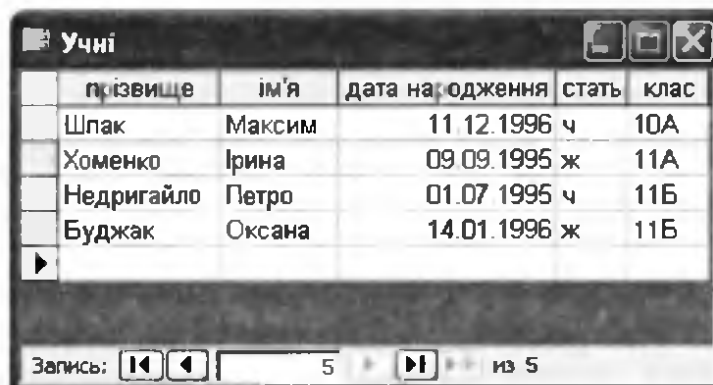 Учні
прізвище ім'я дата народження стать клас
Шпак Максим 11.12.1996 ч 10А
Хоменко Ірина 09.09.1995 ж 11А
Недригайло Петро 01.07.1995 ч 11Б
Буджак Оксана 14.01.1996 ж 11Б
Запись: 5 из 5